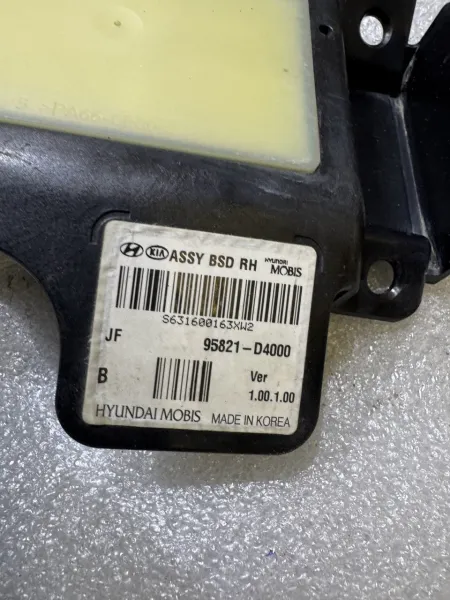 KIA ASSY BSD RH HYUNDAI MOBIS
S631600163XW2
JF 95821-D4000
B Ver
1.00.1.00
HYUNDAI MOBIS MADE IN KOREA